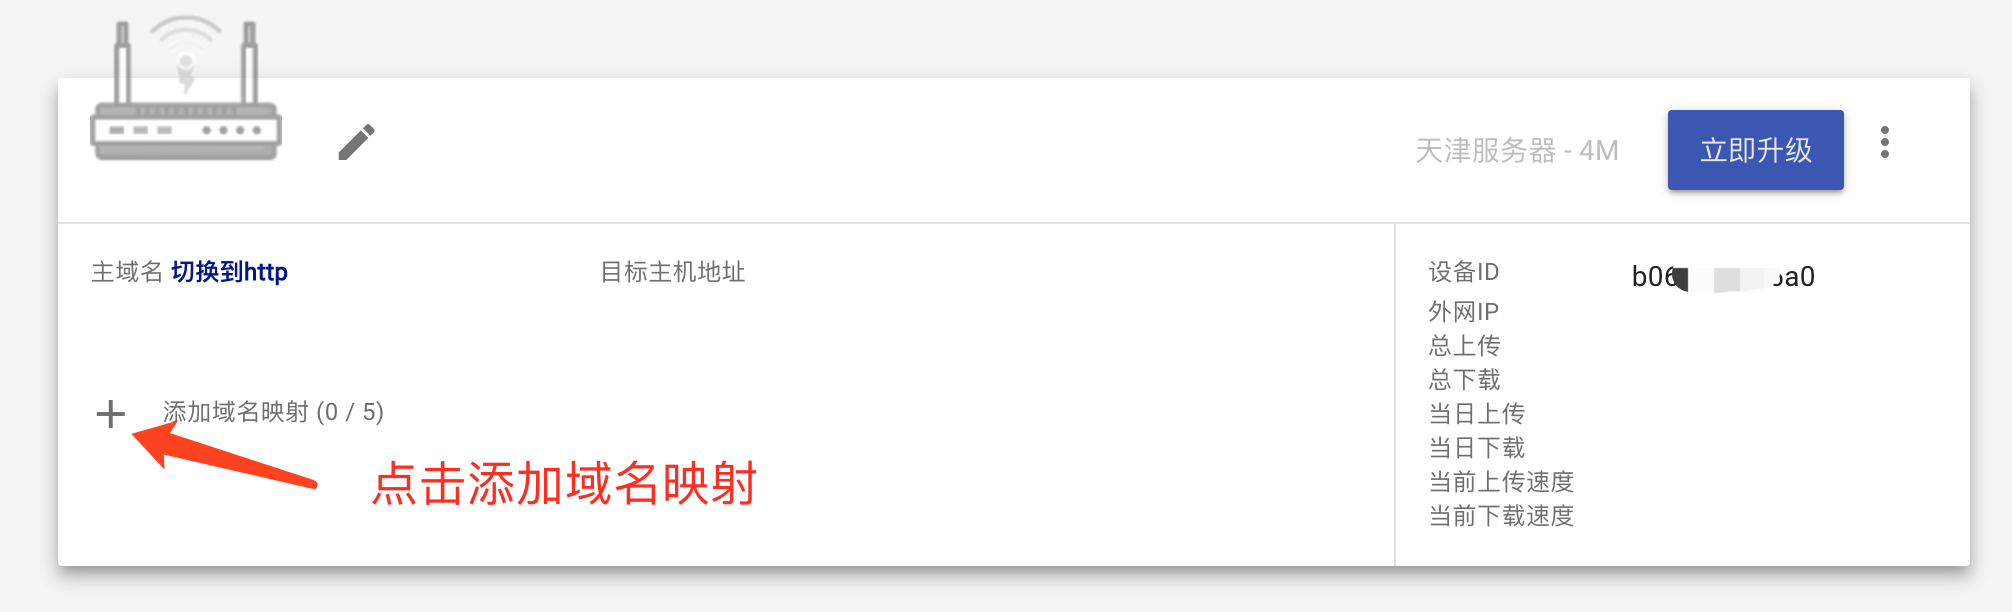 天津服务器 - 4M
立即升级
主域名 切换到http
目标主机地址
添加域名映射 (0 / 5)
点击添加域名映射
设备ID
外网IP
总上传
总下载
当日上传
当日下载
当前上传速度
当前下载速度